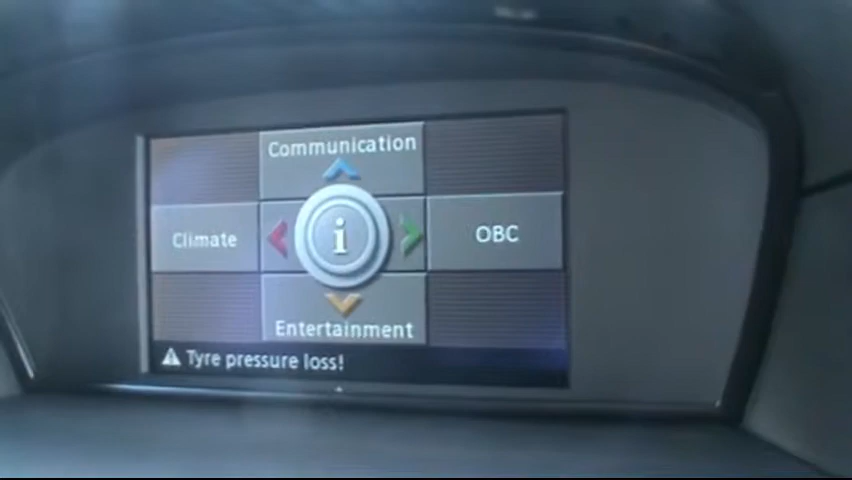 Communication
Climate
i
OBC
Entertainment
Tyre pressure loss!